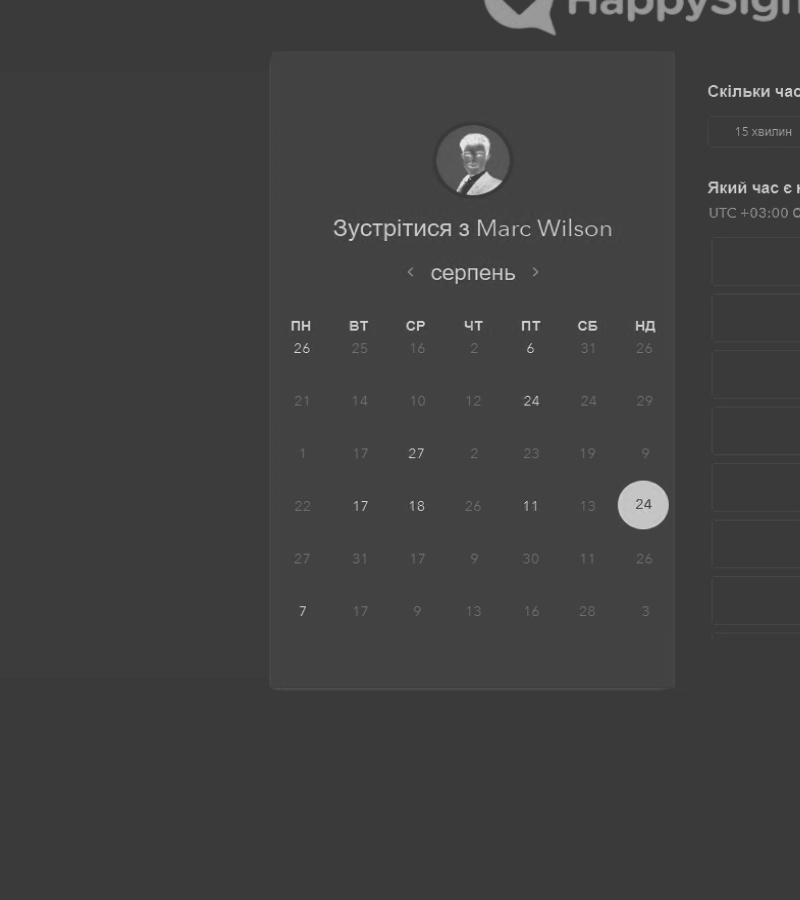 HappySign
Зустрітися з Marc Wilson
серпень
ПН ВТ СР ЧТ ПТ СБ НД
26 25 16 2 6 31 26
21 14 10 12 24 24 29
1 17 27 2 23 19 9
22 17 18 26 11 13 24
27 31 17 9 30 11 26
7 17 9 13 16 28 3
Скільки час
15 хвилин
Який час є
UTC +03:00